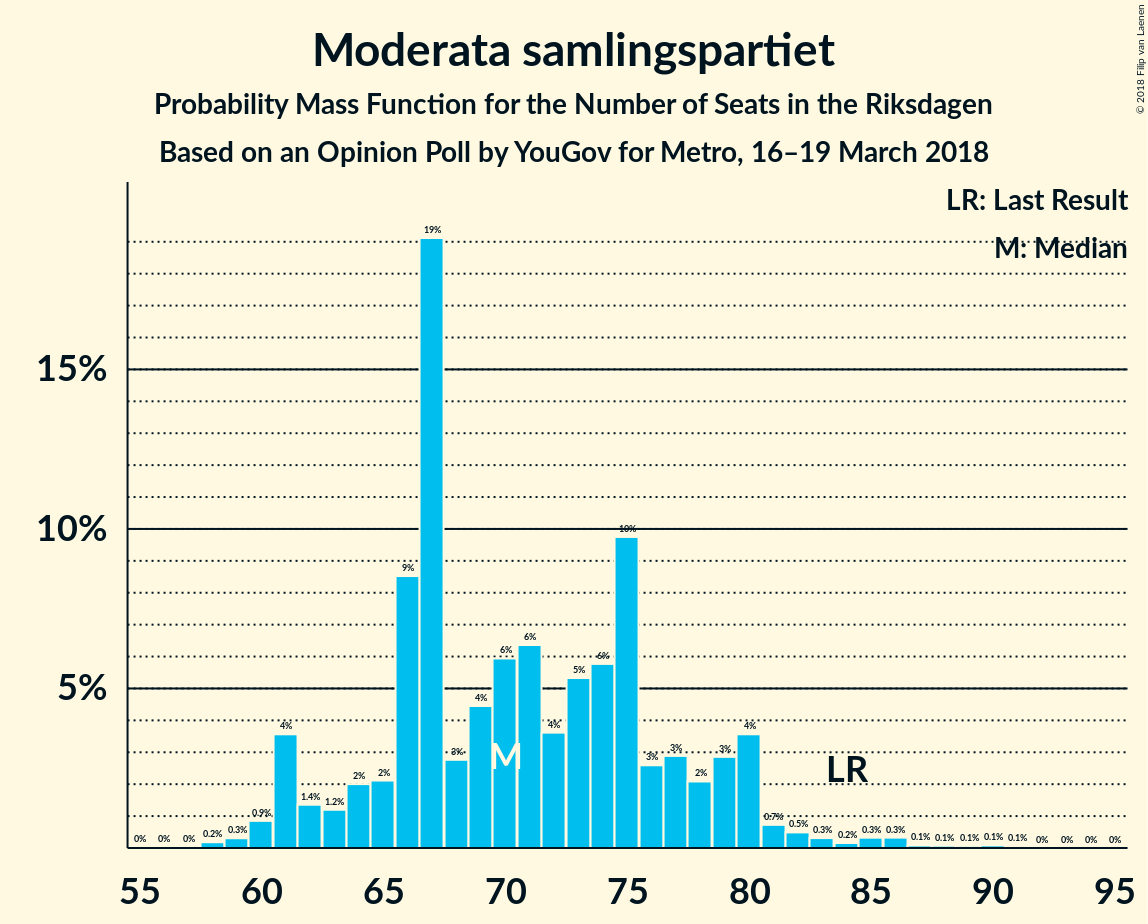 Moderata samlingspartiet
Probability Mass Function for the Number of Seats in the Riksdagen
Based on an Opinion Poll by YouGov for Metro, 16–19 March 2018
© 2018 Filip van Laenen
LR: Last Result
M: Median
15%
10%
5%
0% 0% 0% 0.2% 0.3% 0.9% 4% 1.4% 1.2% 2% 2% 9% 19% 3% 4% 6% 6% 4% 5% 6% 10% 3% 3% 2% 3% 4% 0.7% 0.5% 0.3% 0.2% 0.3% 0.3% 0.1% 0.1% 0.1% 0.1% 0.1% 0% 0% 0% 0%
M
LR
55 60 65 70 75 80 85 90 95